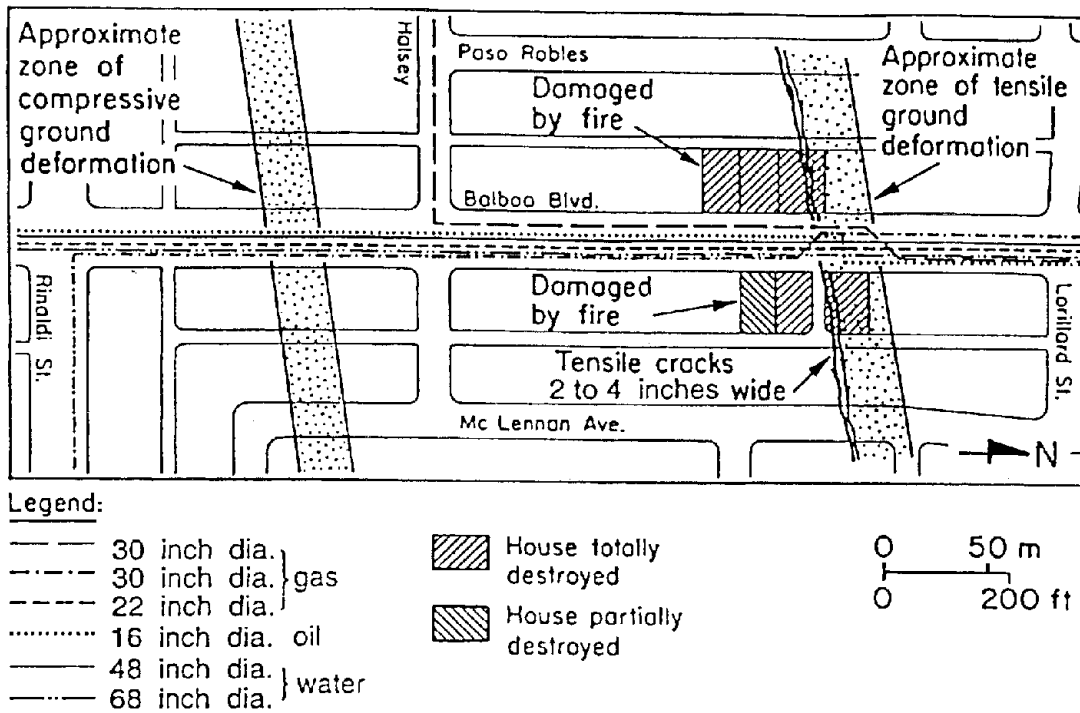 Approximate
zone of
compressive
ground
deformation
Halsey
Paso Robles
Damaged
by fire
Approximate
zone of tensile
ground
deformation
Balboa Blvd.
Rinaldi St.
Damaged
by fire
Lorillard St.
Tensile cracks
2 to 4 inches wide
Mc Lennan Ave.
N
Legend:
30 inch dia.
30 inch dia.
22 inch dia.
gas
16 inch dia. oil
48 inch dia.
68 inch dia.
water
House totally
destroyed
House partially
destroyed
0 50 m
0 200 ft